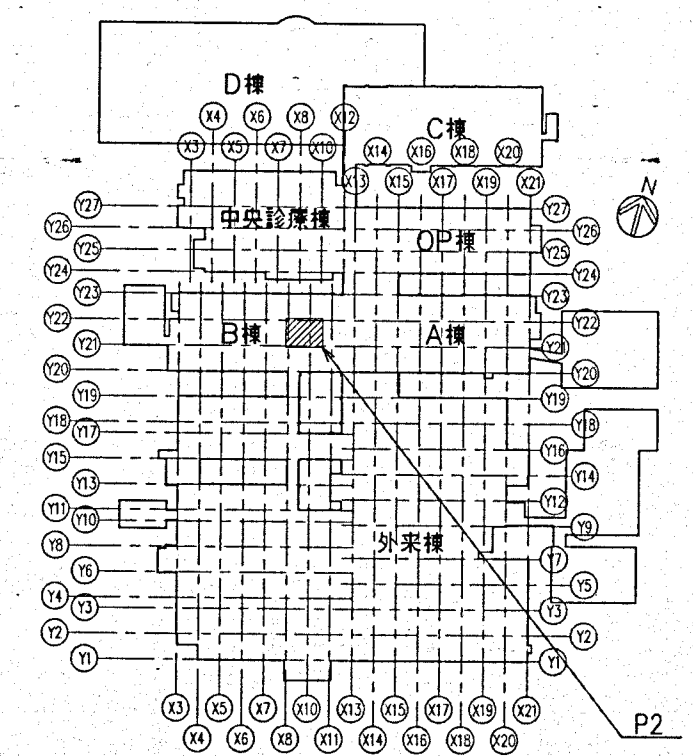 D棟
C棟
X4 X6 X8 X12
X3 X5 X7 X10
X14 X16 X18 X20
X13 X15 X17 X19 X21
N
Y27 中央診療棟 Y27
Y26 OP棟 Y26
Y25 Y25
Y24 Y24
Y23 Y23
Y22 B棟 A棟 Y22
Y21 Y21
Y20 Y20
Y19 Y19
Y18 Y18
Y17
Y16
Y15
Y14
Y13
Y12
Y11
Y10
Y9
Y8 外来棟
Y7
Y6
Y5
Y4
Y3 Y3
Y2 Y2
Y1 Y1
X3 X5 X7 X10 X13 X15 X17 X19 X21
X4 X6 X8 X11 X14 X16 X18 X20
P2